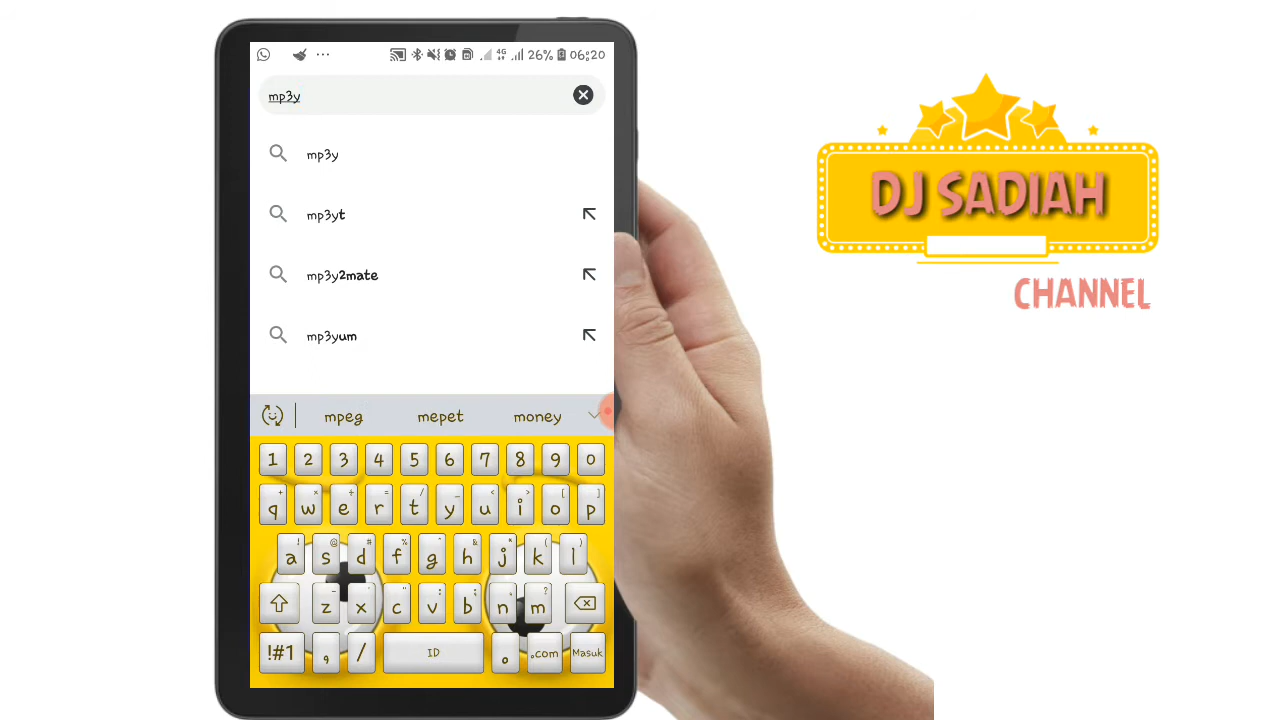 4G 26% 06:20
mp3y
mp3y
mp3yt
mp3y2mate
mp3yum
mpeg mepet money
1 2 3 4 5 6 7 8 9 0
q w e r t y u i o p
a s d f g h j k l
z x c v b n m
!#1 , / ID . .com Masuk
DJ SADIAH
CHANNEL